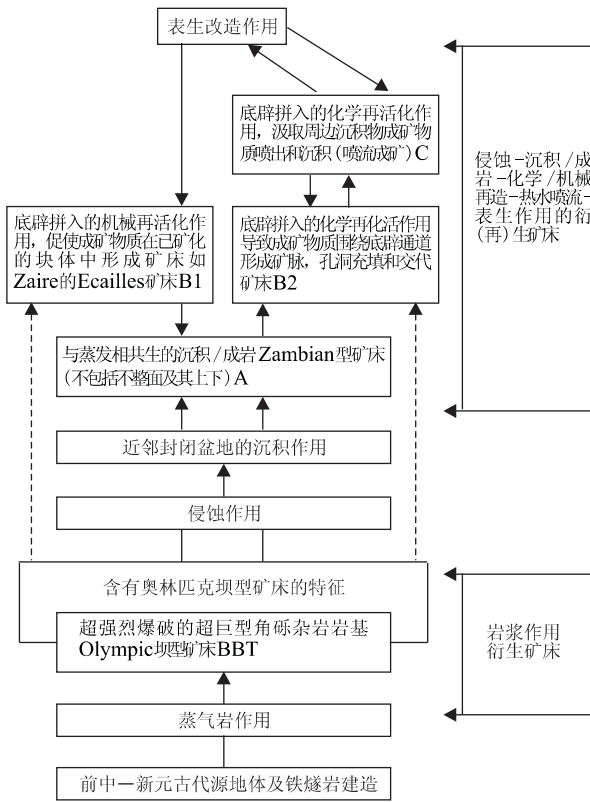 表生改造作用
底辟拼入的化学再活化作
用，汲取周边沉积物成矿物
质喷出和沉积(喷流成矿)C
侵蚀-沉积/成
岩-化学/机械
再造-热水喷流-
表生作用的衍
(再)生矿床
底辟拼入的机械再活化作
用，促使成矿物质在已矿化
的块体中形成矿床如
Zaire的Ecailles矿床B1
底辟拼入的化学再化活作用
导致成矿物质围绕底辟通道
形成矿脉，孔洞充填和交代
矿床B2
与蒸发相共生的沉积/成岩Zambian型矿床
(不包括不整面及其上下)A
近邻封闭盆地的沉积作用
侵蚀作用
含有奥林匹克坝型矿床的特征
超强烈爆破的超巨型角砾杂岩岩基
Olympic坝型矿床BBT
岩浆作用
衍生矿床
蒸气岩作用
前中—新元古代源地体及铁燧岩建造